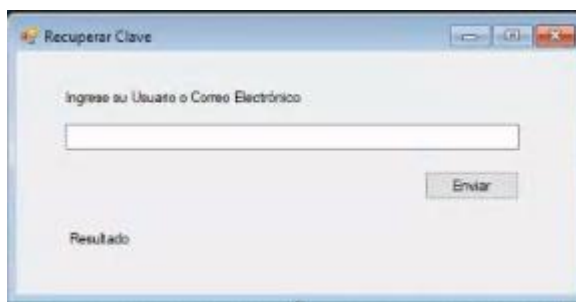 Recuperar Clave
Ingrese su Usuario o Correo Electrónico
Enviar
Resultado